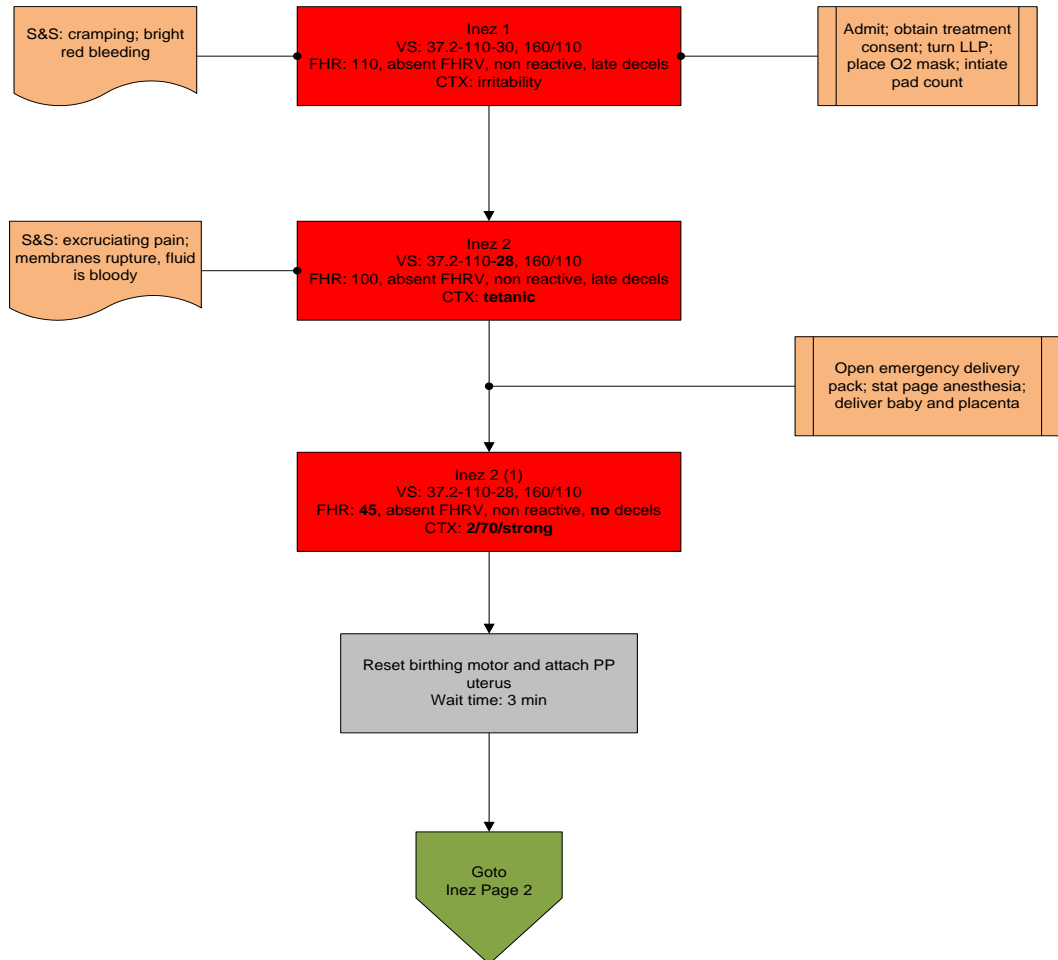 S&S: cramping; bright
red bleeding
Inez 1
VS: 37.2-110-30, 160/110
FHR: 110, absent FHRV, non reactive, late decels
CTX: irritability
Admit; obtain treatment
consent; turn LLP;
place O2 mask; intiate
pad count
S&S: excruciating pain;
membranes rupture, fluid
is bloody
Inez 2
VS: 37.2-110-28, 160/110
FHR: 100, absent FHRV, non reactive, late decels
CTX: tetanic
Open emergency delivery
pack; stat page anesthesia;
deliver baby and placenta
Inez 2 (1)
VS: 37.2-110-28, 160/110
FHR: 45, absent FHRV, non reactive, no decels
CTX: 2/70/strong
Reset birthing motor and attach PP
uterus
Wait time: 3 min
Goto
Inez Page 2